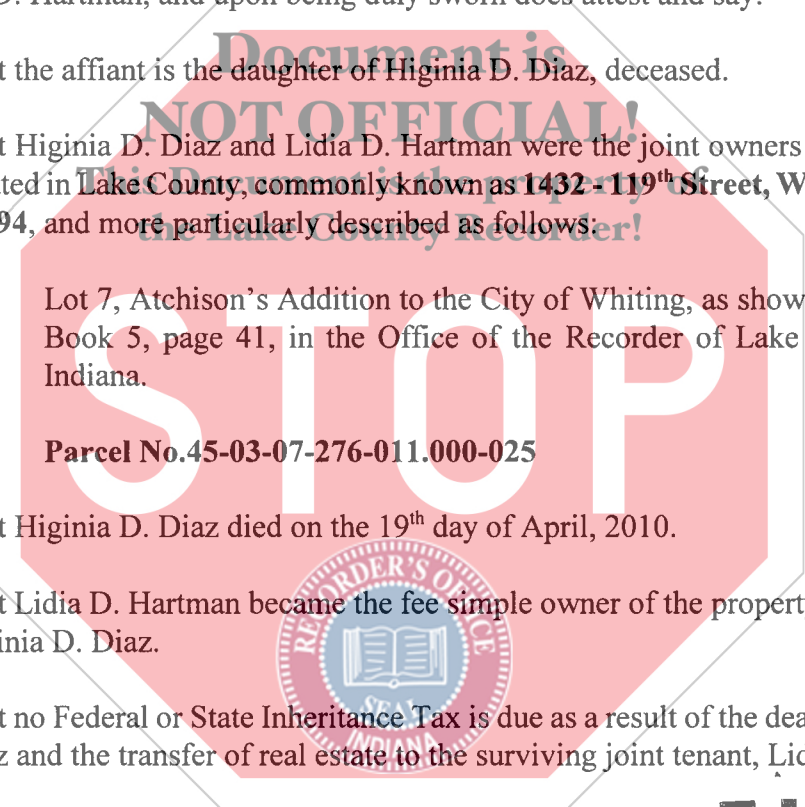 D. Hartman, and upon being duly sworn does attest and say:
Document is
t the affiant is the daughter of Higinia D. Diaz, deceased.
NOT OFFICIAL!
t Higinia D. Diaz and Lidia D. Hartman were the joint owners
This Document is the property of
ted in Lake County, commonly known as 1432 - 119th Street, W
the Lake County Recorder!
94, and more particularly described as follows:
Lot 7, Atchison's Addition to the City of Whiting, as show
Book 5, page 41, in the Office of the Recorder of Lake
Indiana.
STOP
Parcel No.45-03-07-276-011.000-025
t Higinia D. Diaz died on the 19th day of April, 2010.
RECORDER'S OFFICE
t Lidia D. Hartman became the fee simple owner of the property
inia D. Diaz.
SEAL
t no Federal or State Inheritance Tax is due as a result of the dea
INDIANA
z and the transfer of real estate to the surviving joint tenant, Lid